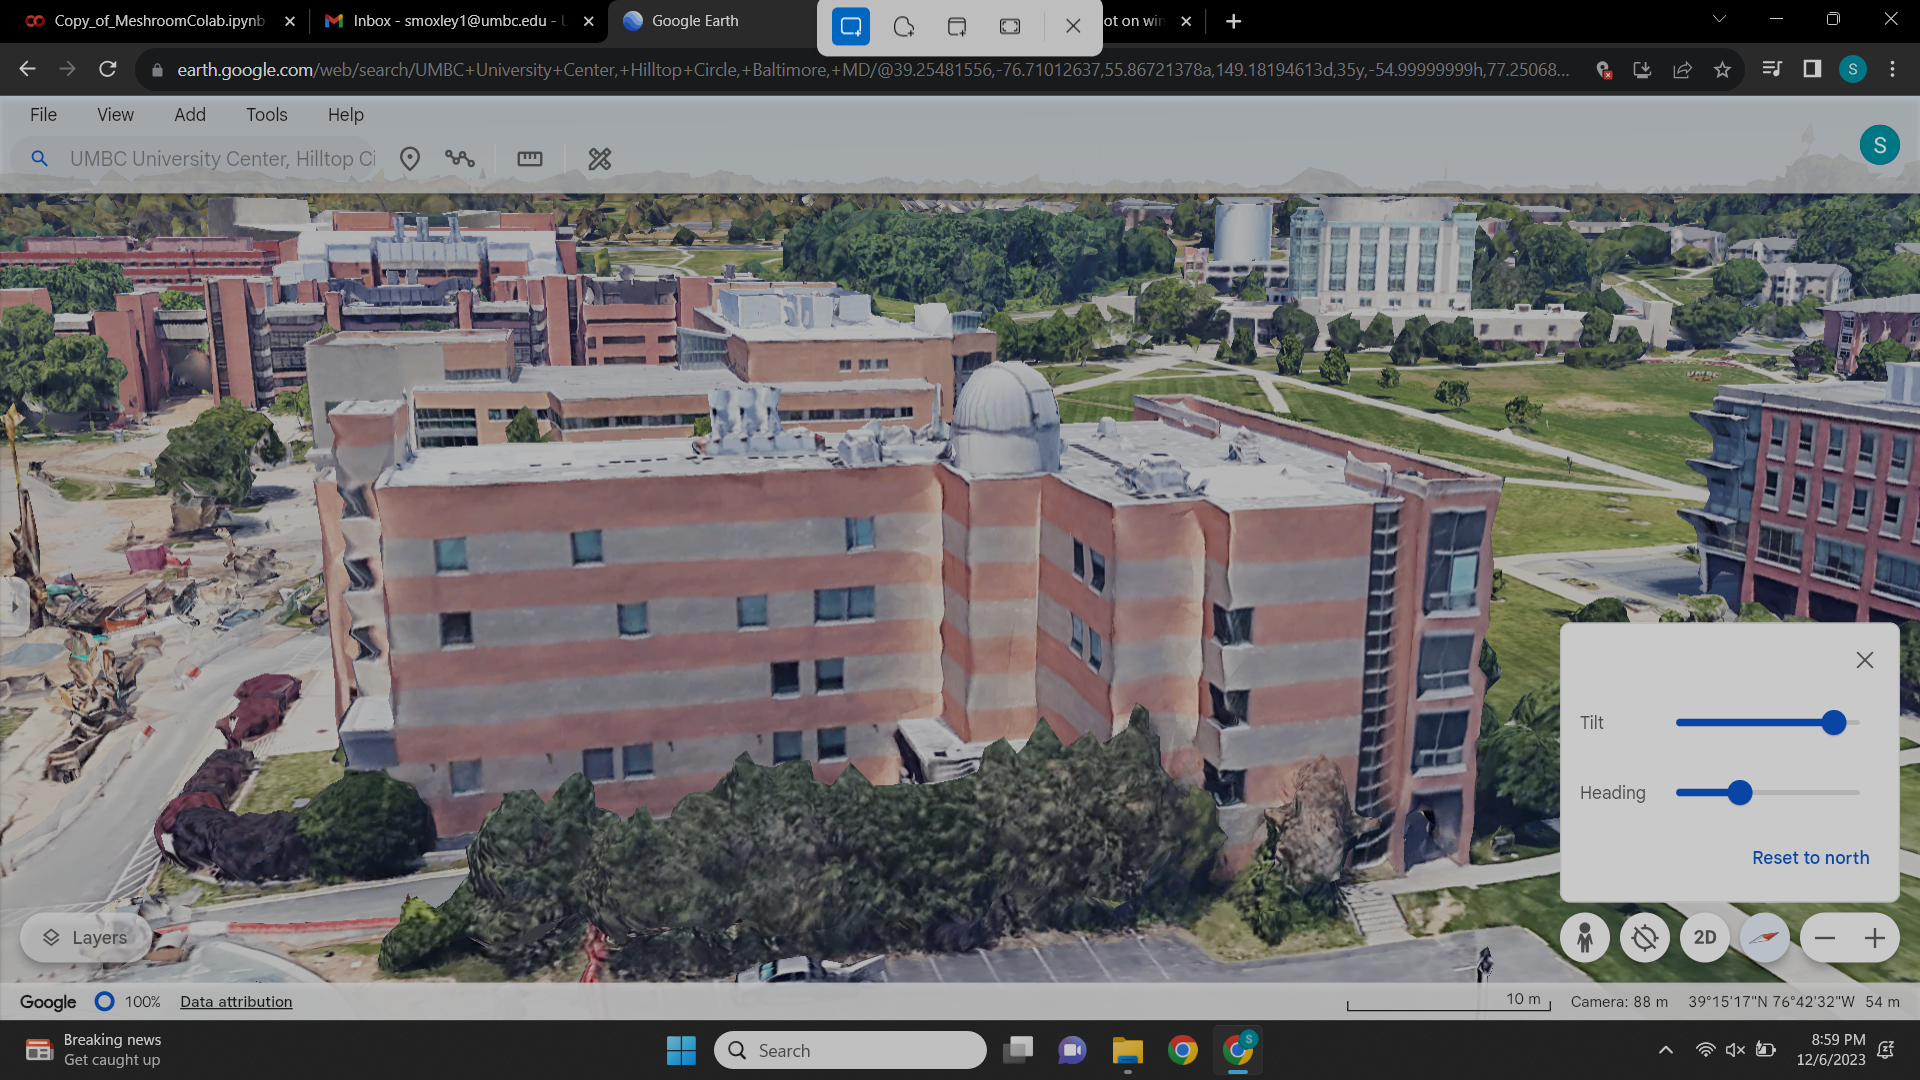 Copy_of_MeshroomColab.ipynb
Inbox - smoxley1@umbc.edu - U
Google Earth
ot on win
earth.google.com/web/search/UMBC+University+Center,+Hilltop+Circle,+Baltimore,+MD/@39.25481556,-76.71012637,55.86721378a,149.18194613d,35y,-54.99999999h,77.25068...
S
File View Add Tools Help
UMBC University Center, Hilltop Ci
S
UMBC
Tilt
Heading
Reset to north
Layers
2D
Google 100% Data attribution
10 m Camera: 88 m 39°15'17"N 76°42'32"W 54 m
Breaking news
Get caught up
Search
S
8:59 PM
12/6/2023